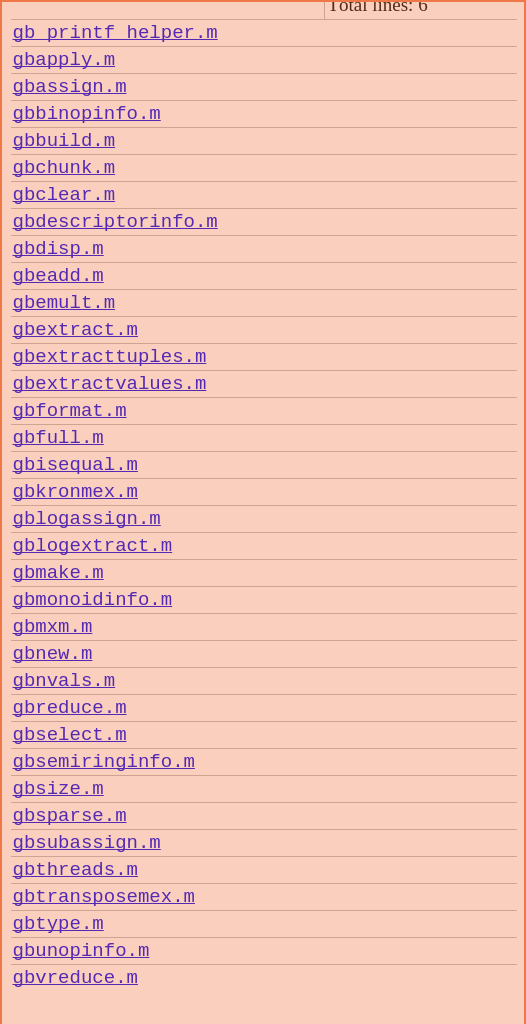 Total lines: 6
gb_printf_helper.m
gbapply.m
gbassign.m
gbbinopinfo.m
gbbuild.m
gbchunk.m
gbclear.m
gbdescriptorinfo.m
gbdisp.m
gbeadd.m
gbemult.m
gbextract.m
gbextracttuples.m
gbextractvalues.m
gbformat.m
gbfull.m
gbisequal.m
gbkronmex.m
gblogassign.m
gblogextract.m
gbmake.m
gbmonoidinfo.m
gbmxm.m
gbnew.m
gbnvals.m
gbreduce.m
gbselect.m
gbsemiringinfo.m
gbsize.m
gbsparse.m
gbsubassign.m
gbthreads.m
gbtransposemex.m
gbtype.m
gbunopinfo.m
gbvreduce.m